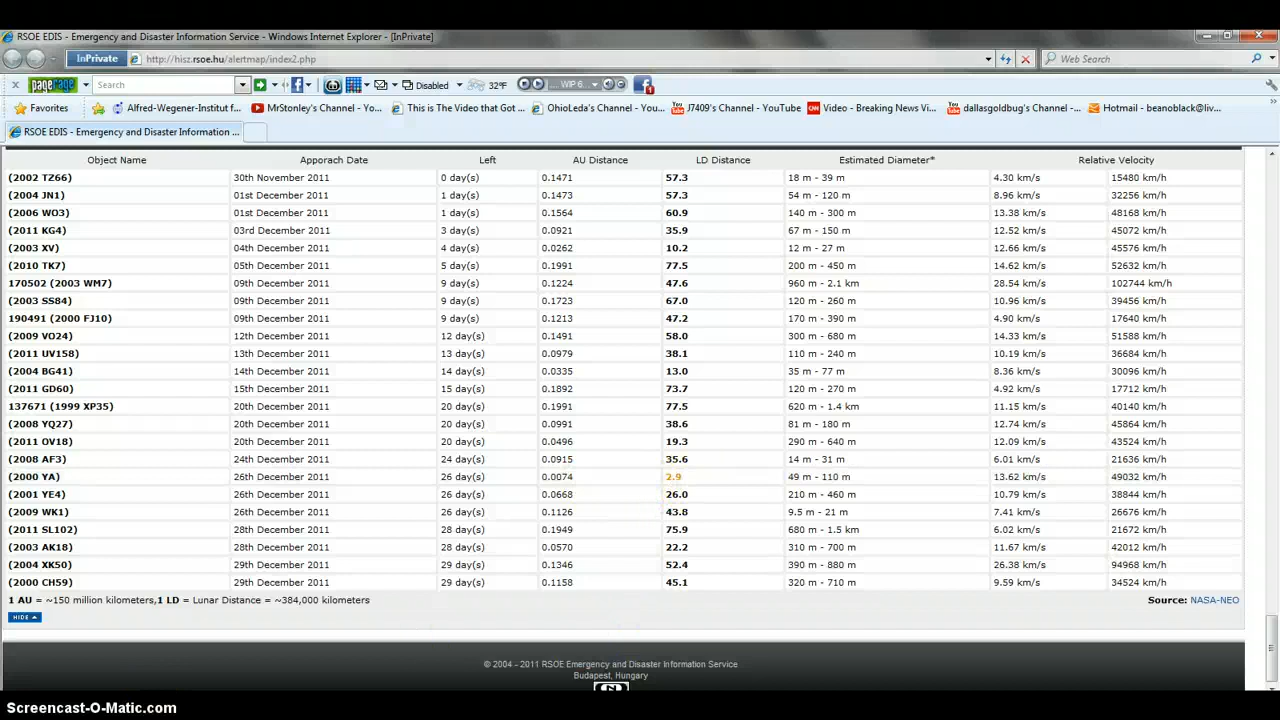 RSOE EDIS - Emergency and Disaster Information Service - Windows Internet Explorer - [InPrivate]
InPrivate http://hisz.rsoe.hu/alertmap/index2.php Web Search
pagerage Search Disabled 32°F WIP 6
Favorites Alfred-Wegener-Institut f... MrStonley's Channel - Yo... This is The Video that Got ... OhioLeda's Channel - You... J7409's Channel - YouTube Video - Breaking News Vi... dallasgoldbug's Channel -... Hotmail - beanoblack@liv...
RSOE EDIS - Emergency and Disaster Information ...
Object Name Apporach Date Left AU Distance LD Distance Estimated Diameter* Relative Velocity
(2002 TZ66) 30th November 2011 0 day(s) 0.1471 57.3 18 m - 39 m 4.30 km/s 15480 km/h
(2004 JN1) 01st December 2011 1 day(s) 0.1473 57.3 54 m - 120 m 8.96 km/s 32256 km/h
(2006 WO3) 01st December 2011 1 day(s) 0.1564 60.9 140 m - 300 m 13.38 km/s 48168 km/h
(2011 KG4) 03rd December 2011 3 day(s) 0.0921 35.9 67 m - 150 m 12.52 km/s 45072 km/h
(2003 XV) 04th December 2011 4 day(s) 0.0262 10.2 12 m - 27 m 12.66 km/s 45576 km/h
(2010 TK7) 05th December 2011 5 day(s) 0.1991 77.5 200 m - 450 m 14.62 km/s 52632 km/h
170502 (2003 WM7) 09th December 2011 9 day(s) 0.1224 47.6 960 m - 2.1 km 28.54 km/s 102744 km/h
(2003 SS84) 09th December 2011 9 day(s) 0.1723 67.0 120 m - 260 m 10.96 km/s 39456 km/h
190491 (2000 FJ10) 09th December 2011 9 day(s) 0.1213 47.2 170 m - 390 m 4.90 km/s 17640 km/h
(2009 VO24) 12th December 2011 12 day(s) 0.1491 58.0 300 m - 680 m 14.33 km/s 51588 km/h
(2011 UV158) 13th December 2011 13 day(s) 0.0979 38.1 110 m - 240 m 10.19 km/s 36684 km/h
(2004 BG41) 14th December 2011 14 day(s) 0.0335 13.0 35 m - 77 m 8.36 km/s 30096 km/h
(2011 GD60) 15th December 2011 15 day(s) 0.1892 73.7 120 m - 270 m 4.92 km/s 17712 km/h
137671 (1999 XP35) 20th December 2011 20 day(s) 0.1991 77.5 620 m - 1.4 km 11.15 km/s 40140 km/h
(2008 YQ27) 20th December 2011 20 day(s) 0.0991 38.6 81 m - 180 m 12.74 km/s 45864 km/h
(2011 OV18) 20th December 2011 20 day(s) 0.0496 19.3 290 m - 640 m 12.09 km/s 43524 km/h
(2008 AF3) 24th December 2011 24 day(s) 0.0915 35.6 14 m - 31 m 6.01 km/s 21636 km/h
(2000 YA) 26th December 2011 26 day(s) 0.0074 2.9 49 m - 110 m 13.62 km/s 49032 km/h
(2001 YE4) 26th December 2011 26 day(s) 0.0668 26.0 210 m - 460 m 10.79 km/s 38844 km/h
(2009 WK1) 26th December 2011 26 day(s) 0.1126 43.8 9.5 m - 21 m 7.41 km/s 26676 km/h
(2011 SL102) 28th December 2011 28 day(s) 0.1949 75.9 680 m - 1.5 km 6.02 km/s 21672 km/h
(2003 AK18) 28th December 2011 28 day(s) 0.0570 22.2 310 m - 700 m 11.67 km/s 42012 km/h
(2004 XK50) 29th December 2011 29 day(s) 0.1346 52.4 390 m - 880 m 26.38 km/s 94968 km/h
(2000 CH59) 29th December 2011 29 day(s) 0.1158 45.1 320 m - 710 m 9.59 km/s 34524 km/h
1 AU = ~150 million kilometers,1 LD = Lunar Distance = ~384,000 kilometers Source: NASA-NEO
HIDE
© 2004 - 2011 RSOE Emergency and Disaster Information Service
Budapest, Hungary
Screencast-O-Matic.com